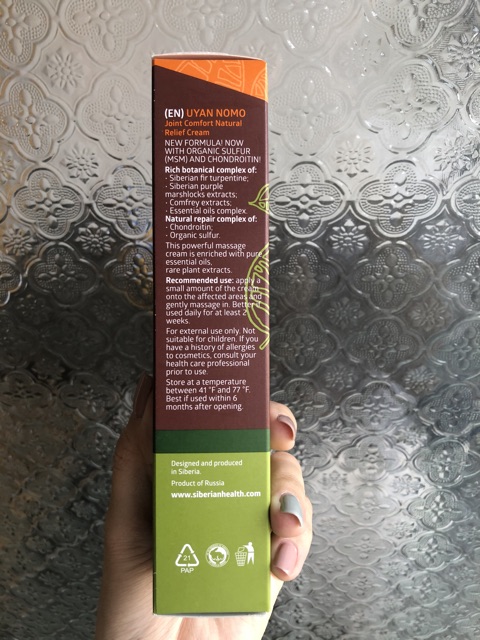 (EN) UYAN NOMO
Joint Comfort Natural
Relief Cream
NEW FORMULA! NOW
WITH ORGANIC SULFUR
(MSM) AND CHONDROITIN!
Rich botanical complex of:
· Siberian fir turpentine;
· Siberian purple
marshlocks extracts;
· Comfrey extracts;
· Essential oils complex.
Natural repair complex of:
· Chondroitin;
· Organic sulfur.
This powerful massage
cream is enriched with pure
essential oils,
rare plant extracts.
Recommended use: apply a
small amount of the cream
onto the affected areas and
gently massage in. Better if
used daily for at least 2
weeks.
For external use only. Not
suitable for children. If you
have a history of allergies
to cosmetics, consult your
health care professional
prior to use.
Store at a temperature
between 41 °F and 77 °F.
Best if used within 6
months after opening.
Designed and produced
in Siberia.
Product of Russia
www.siberianhealth.com
21
PAP